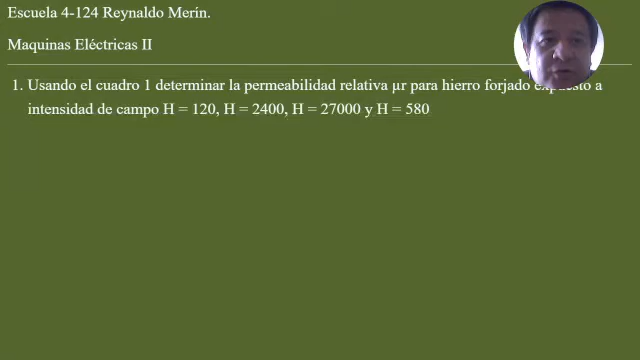 Escuela 4-124 Reynaldo Merín.
Maquinas Eléctricas II
1. Usando el cuadro 1 determinar la permeabilidad relativa μr para hierro forjado expuesto a
intensidad de campo H = 120, H = 2400, H = 27000 y H = 580